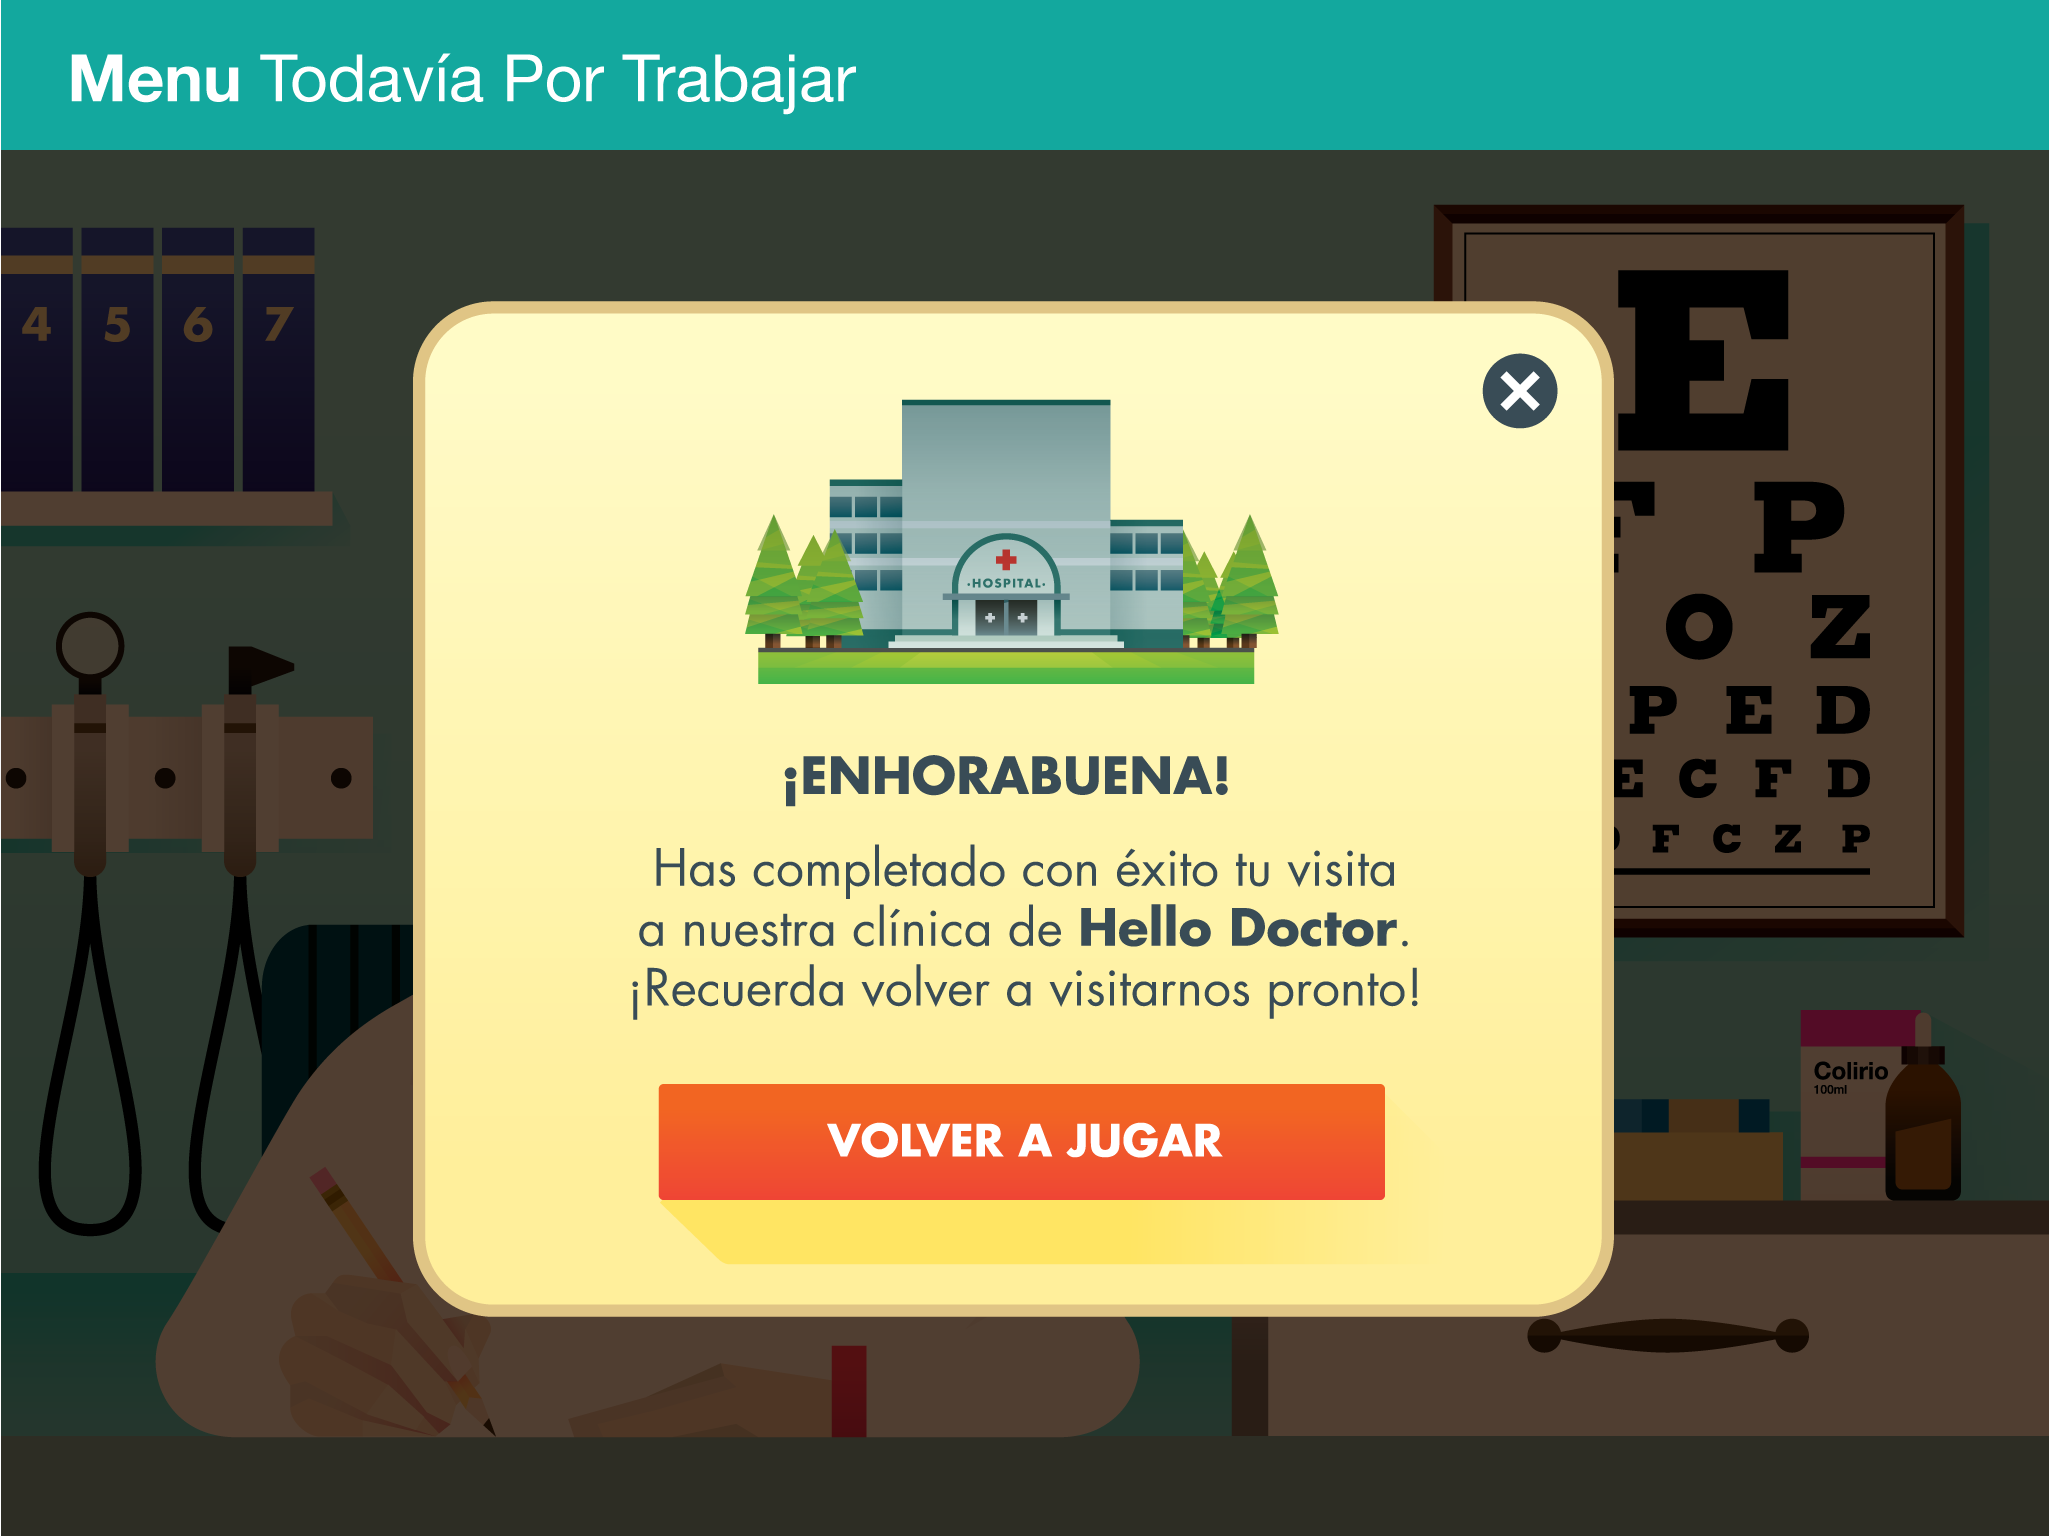 Menu Todavía Por Trabajar
4 5 6 7
E
F P
O Z
P E D
E C F D
F C Z P
·HOSPITAL·
¡ENHORABUENA!
Has completado con éxito tu visita
a nuestra clínica de Hello Doctor.
¡Recuerda volver a visitarnos pronto!
VOLVER A JUGAR
Colirio
100ml